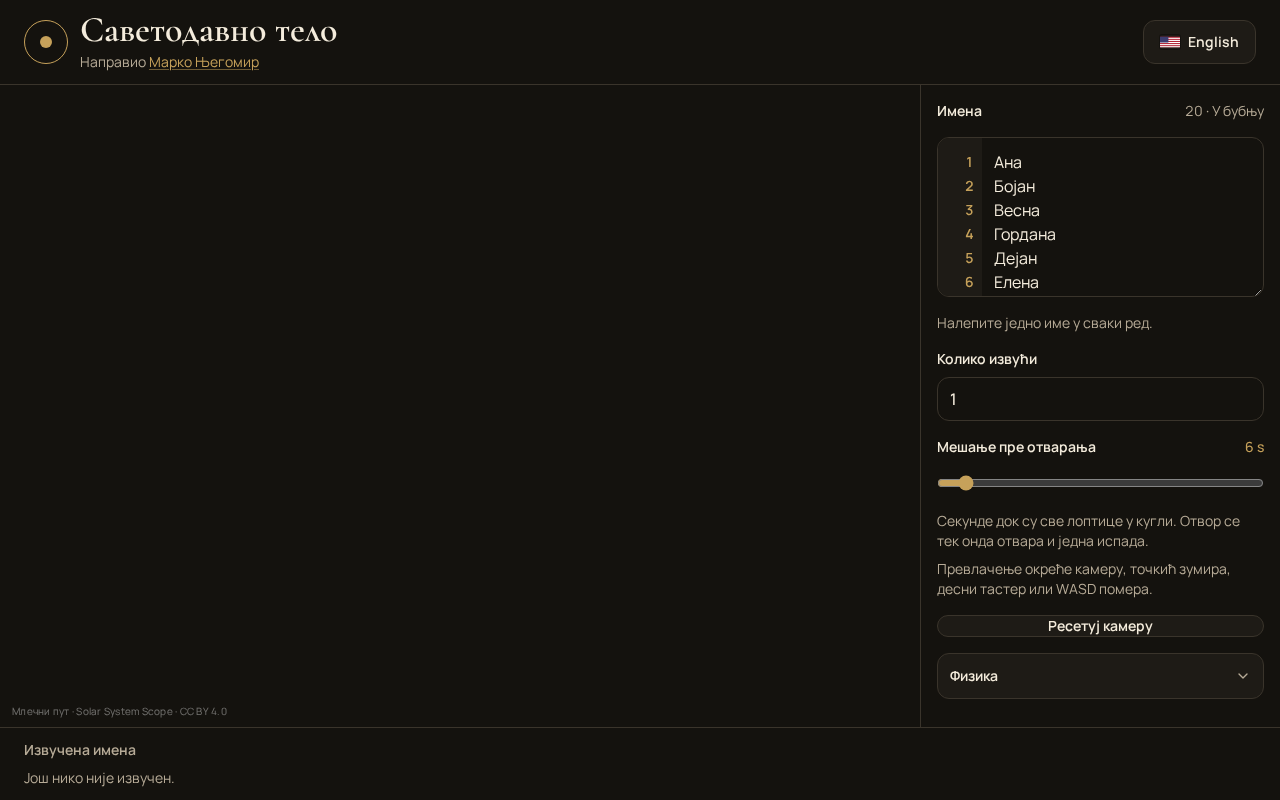 Саветодавно тело
Направио Марко Његомир
English
Имена
20 · У бубњу
1 Ана
2 Бојан
3 Весна
4 Гордана
5 Дејан
6 Елена
Налепите једно име у сваки ред.
Колико извући
1
Мешање пре отварања
6 s
Секунде док су све лоптице у кугли. Отвор се
тек онда отвара и једна испада.
Превлачење окреће камеру, точкић зумира,
десни тастер или WASD помера.
Ресетуј камеру
Физика
Млечни пут · Solar System Scope · CC BY 4.0
Извучена имена
Још нико није извучен.